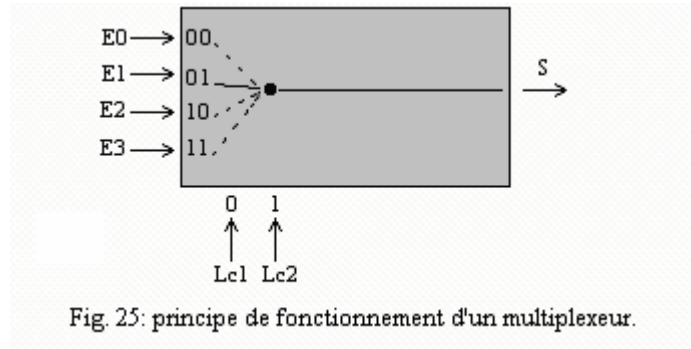 E0 00
E1 01 S
E2 10
E3 11
0 1
Lc1 Lc2
Fig. 25: principe de fonctionnement d'un multiplexeur.